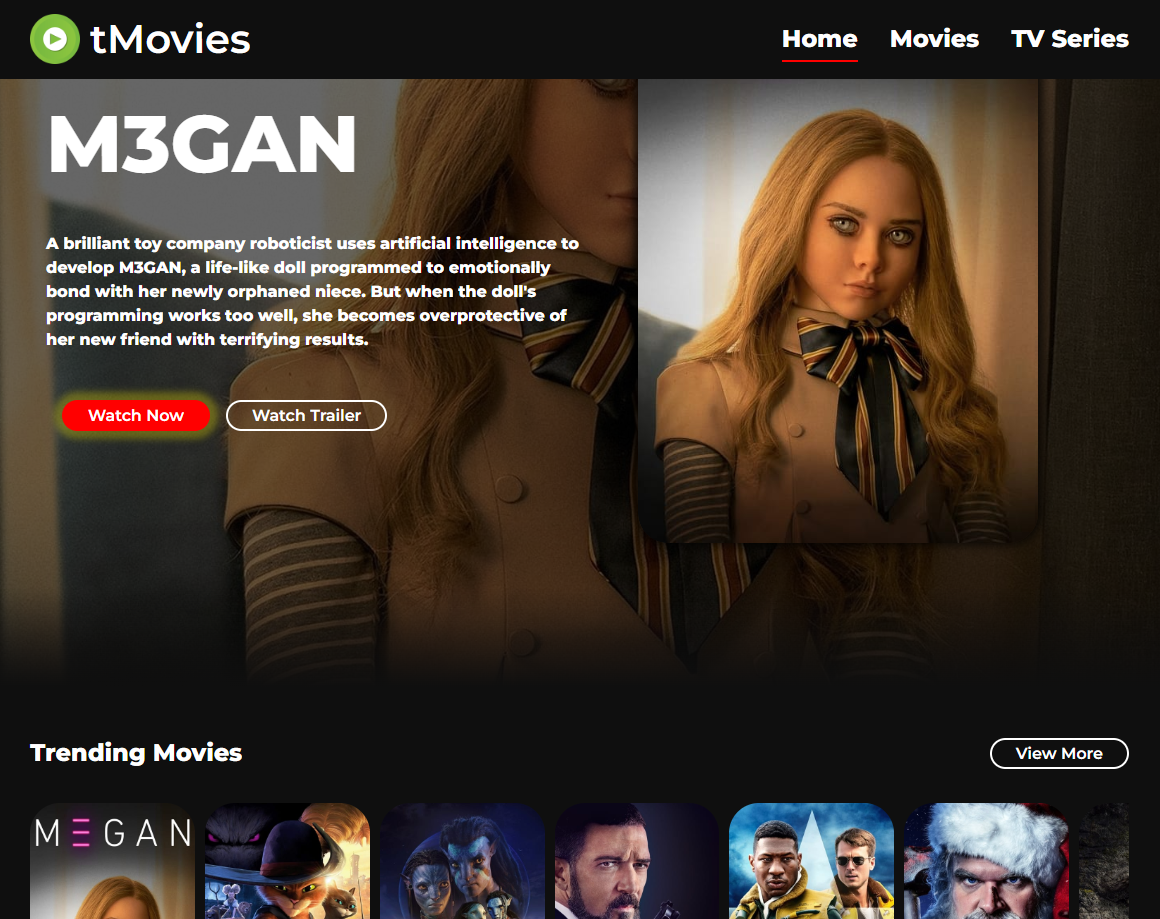 tMovies
Home Movies TV Series
M3GAN
A brilliant toy company roboticist uses artificial intelligence to
develop M3GAN, a life-like doll programmed to emotionally
bond with her newly orphaned niece. But when the doll's
programming works too well, she becomes overprotective of
her new friend with terrifying results.
Watch Now Watch Trailer
Trending Movies View More
M Ξ G A N